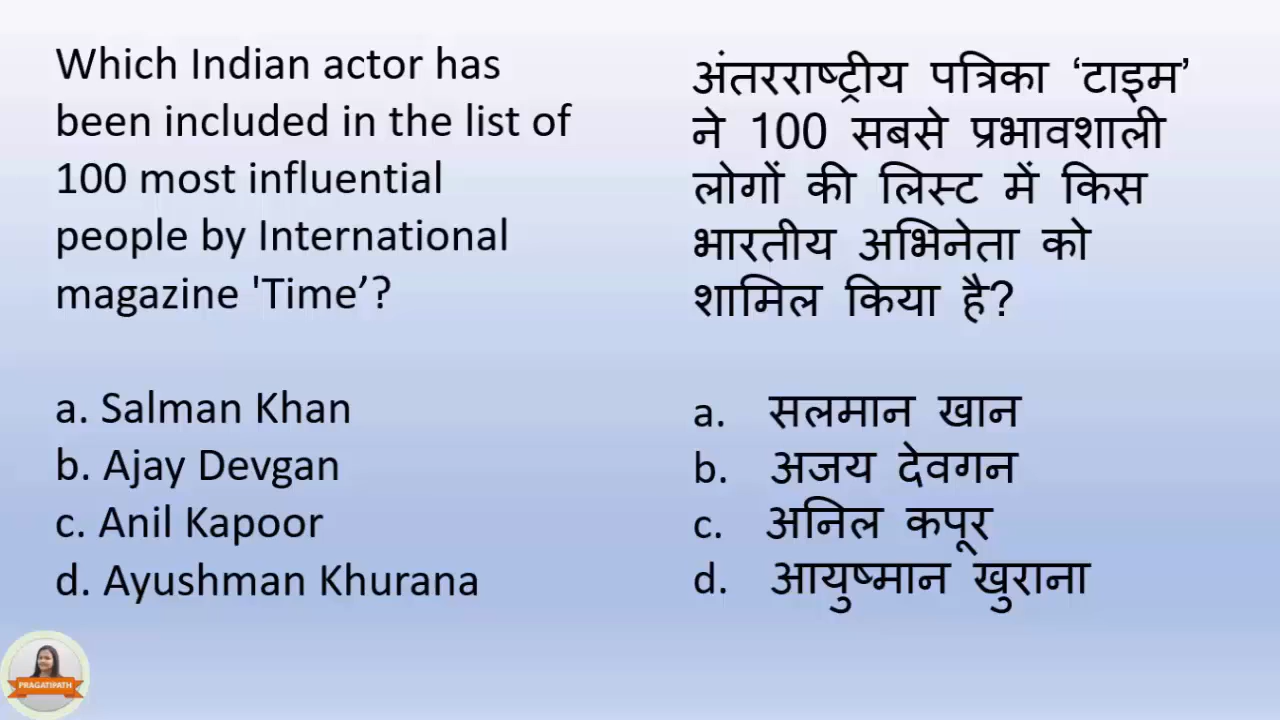 Which Indian actor has
been included in the list of
100 most influential
people by International
magazine 'Time’?
a. Salman Khan
b. Ajay Devgan
c. Anil Kapoor
d. Ayushman Khurana
अंतरराष्ट्रीय पत्रिका ‘टाइम’
ने 100 सबसे प्रभावशाली
लोगों की लिस्ट में किस
भारतीय अभिनेता को
शामिल किया है?
a. सलमान खान
b. अजय देवगन
c. अनिल कपूर
d. आयुष्मान खुराना
PRAGATIPATH